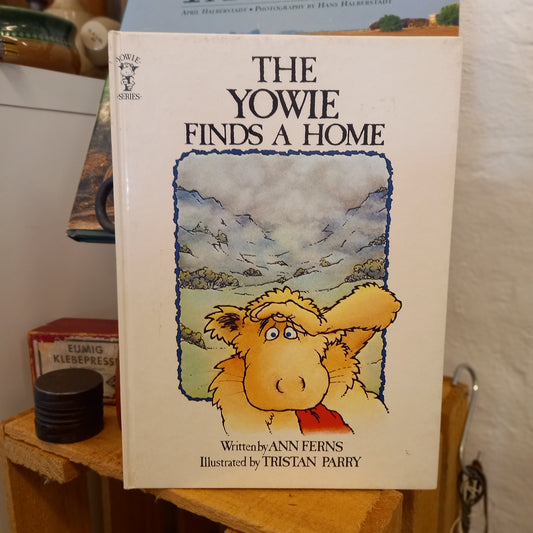 APRIL HALBERSTADT • PHOTOGRAPHY BY HANS HALBERSTADT
YOWIE
·SERIES·
THE
YOWIE
FINDS A HOME
EUMIG
KLEBEPRESSE
Written by ANN FERNS
Illustrated by TRISTAN PARRY